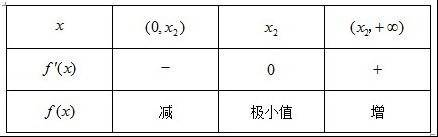 x (0, x₂) x₂ (x₂, +∞)
f′(x) − 0 +
f(x) 减 极小值 增